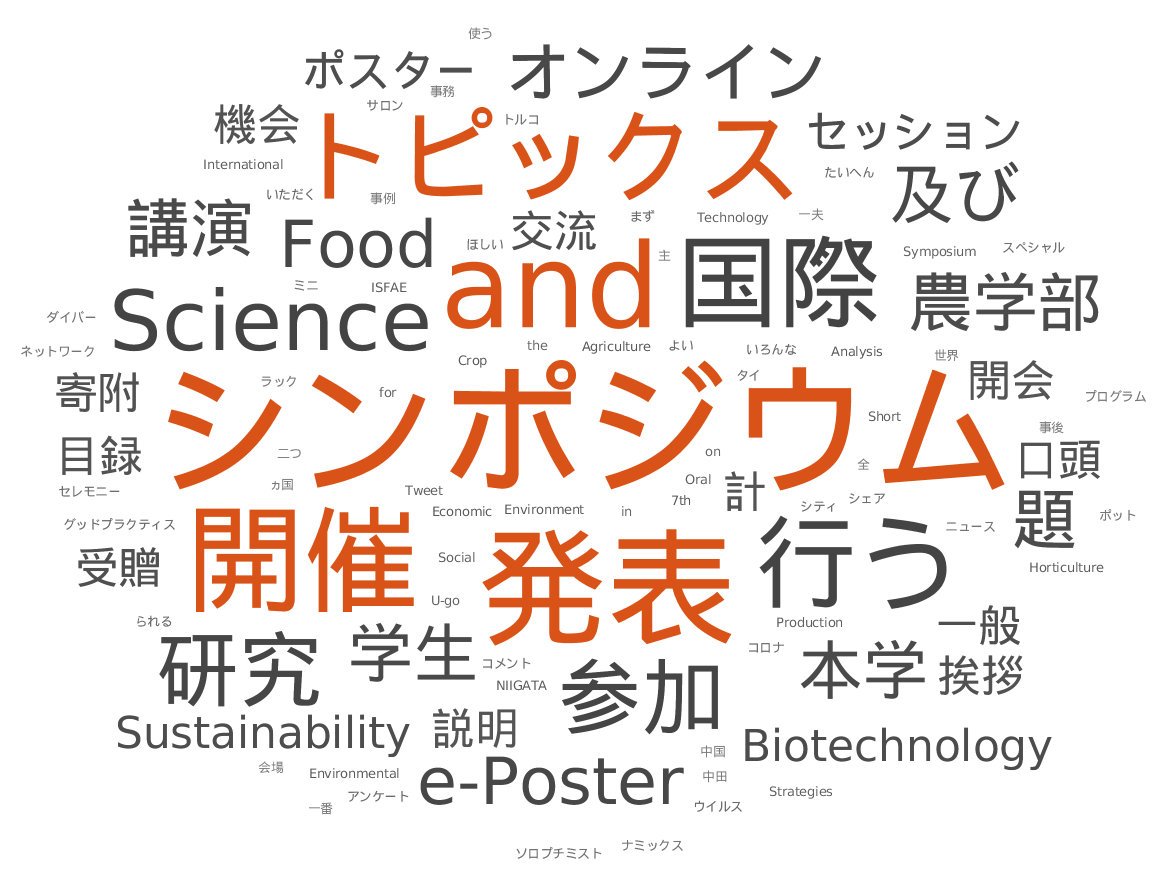 使う
ポスター オンライン
事務
サロン
機会 トピックス トルコ セッション
International たいへん
いただく 事例 及び
講演 Food ほしい 交流 まず Technology 一夫
主 Symposium スペシャル
ミニ ISFAE and 国際 農学部
Science
ダイバー
ネットワーク Crop the Agriculture よい いろんな Analysis 世界
寄附 ラック for タイ 開会 プログラム
シンポジウム Short
事後
目録 二つ on 全 口頭
セレモニー ヵ国 Tweet Oral 計 シェア
7th シティ
グッドプラクティス Economic Environment in 題 ポット
ニュース
受贈 開催 発表 行う
Social Horticulture
U-go
られる Production 一般
研究 学生 コメント コロナ 本学 挨拶
NIIGATA 参加
Sustainability 説明 Biotechnology
中国
会場 Environmental e-Poster 中田
アンケート Strategies
一番 ウイルス
ソロプチミスト ナミックス